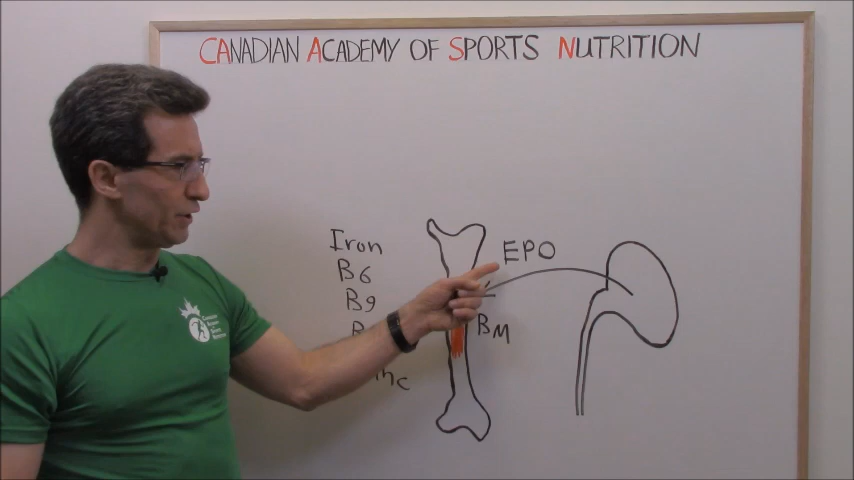 CANADIAN ACADEMY OF SPORTS NUTRITION
Iron
B6
B9
EPO
BM